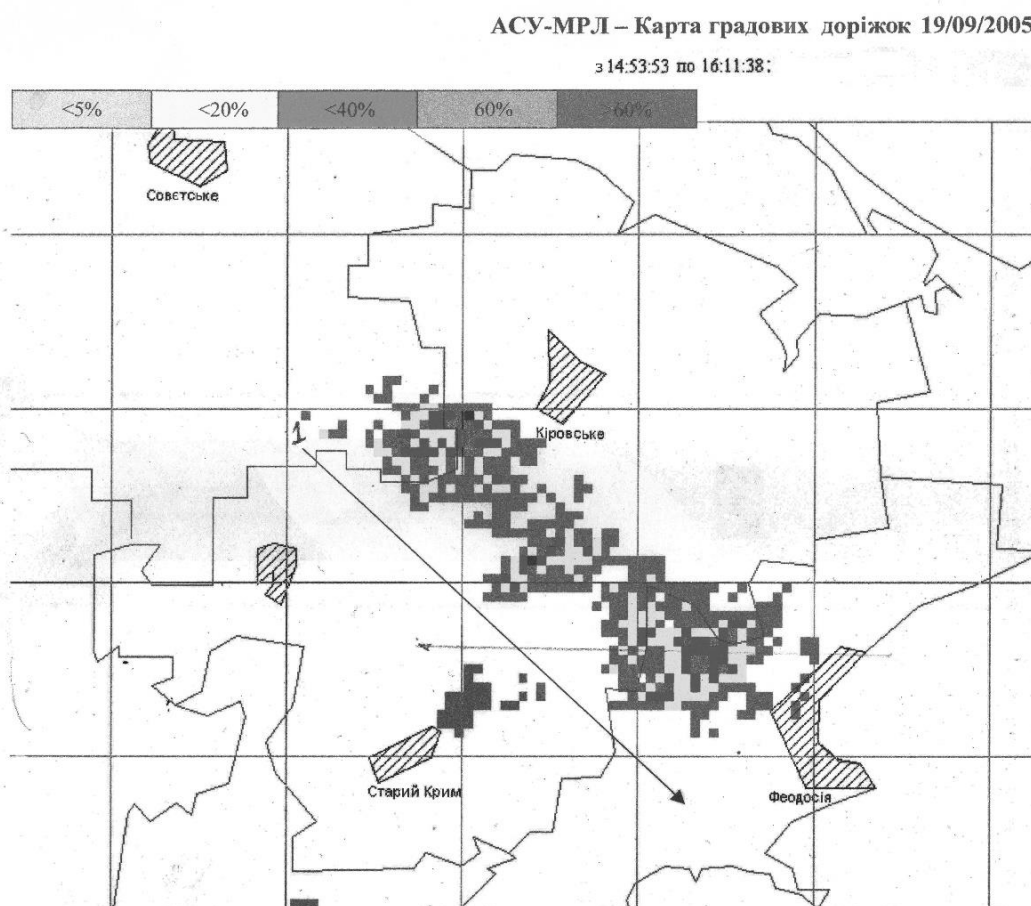 АСУ-МРЛ – Карта градових доріжок 19/09/2005
з 14:53:53 по 16:11:38:
<5% <20% <40% 60% >60%
Совєтське
Кіровське
1
Старий Крим
Феодосія